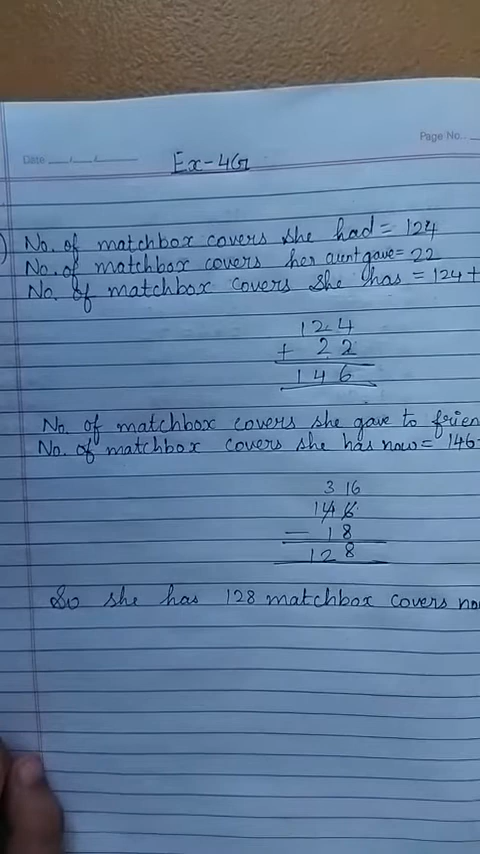 Page No.
Date
Ex-4G
) No. of matchbox covers she had = 124
No. of matchbox covers her aunt gave = 22
No. of matchbox covers she has = 124 +
124
+ 22
146
No. of matchbox covers she gave to frien
No. of matchbox covers she has now = 146-
3 16
146
- 18
128
So she has 128 matchbox covers no